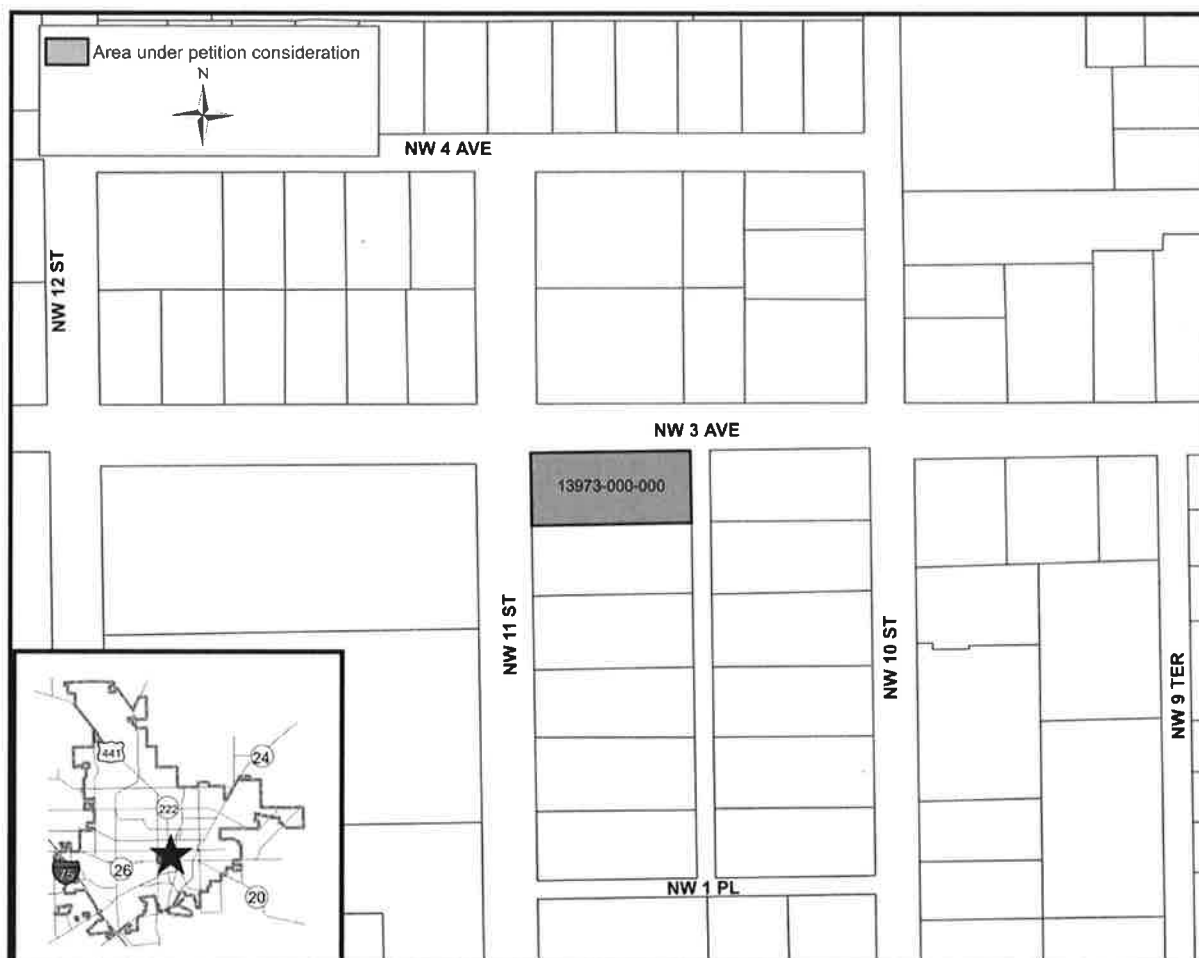 Area under petition consideration
N
NW 4 AVE
NW 12 ST
NW 3 AVE
13973-000-000
NW 11 ST
NW 10 ST
NW 9 TER
NW 1 PL
441
24
222
26
75
20